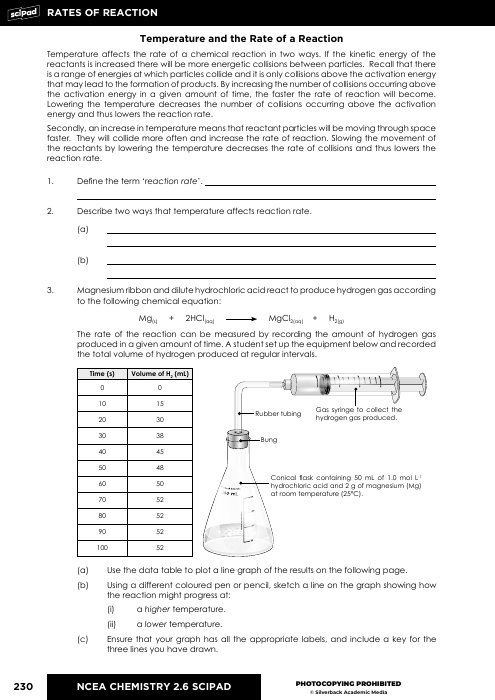 scipad RATES OF REACTION
Temperature and the Rate of a Reaction
Temperature affects the rate of a chemical reaction in two ways. If the kinetic energy of the
reactants is increased there will be more energetic collisions between particles. Recall that there
is a range of energies at which particles collide and it is only collisions above the activation energy
that may lead to the formation of products. By increasing the number of collisions occurring above
the activation energy in a given amount of time, the faster the rate of reaction will become.
Lowering the temperature decreases the number of collisions occurring above the activation
energy and thus lowers the reaction rate.
Secondly, an increase in temperature means that reactant particles will be moving through space
faster. They will collide more often and increase the rate of reaction. Slowing the movement of
the reactants by lowering the temperature decreases the rate of collisions and thus lowers the
reaction rate.
1. Define the term 'reaction rate'.
2. Describe two ways that temperature affects reaction rate.
(a)
(b)
3. Magnesium ribbon and dilute hydrochloric acid react to produce hydrogen gas according
to the following chemical equation:
Mg(s) + 2HCl(aq) ⟶ MgCl2(aq) + H2(g)
The rate of the reaction can be measured by recording the amount of hydrogen gas
produced in a given amount of time. A student set up the equipment below and recorded
the total volume of hydrogen produced at regular intervals.
Time (s) Volume of H2 (mL)
0 0
10 15
20 30
30 38
40 45
50 48
60 50
70 52
80 52
90 52
100 52
Rubber tubing
Gas syringe to collect the
hydrogen gas produced.
Bung
Conical flask containing 50 mL of 1.0 mol L-1
hydrochloric acid and 2 g of magnesium (Mg)
at room temperature (25ºC).
(a) Use the data table to plot a line graph of the results on the following page.
(b) Using a different coloured pen or pencil, sketch a line on the graph showing how
the reaction might progress at:
(i) a higher temperature.
(ii) a lower temperature.
(c) Ensure that your graph has all the appropriate labels, and include a key for the
three lines you have drawn.
230 NCEA CHEMISTRY 2.6 SCIPAD
PHOTOCOPYING PROHIBITED
© Silverback Academic Media